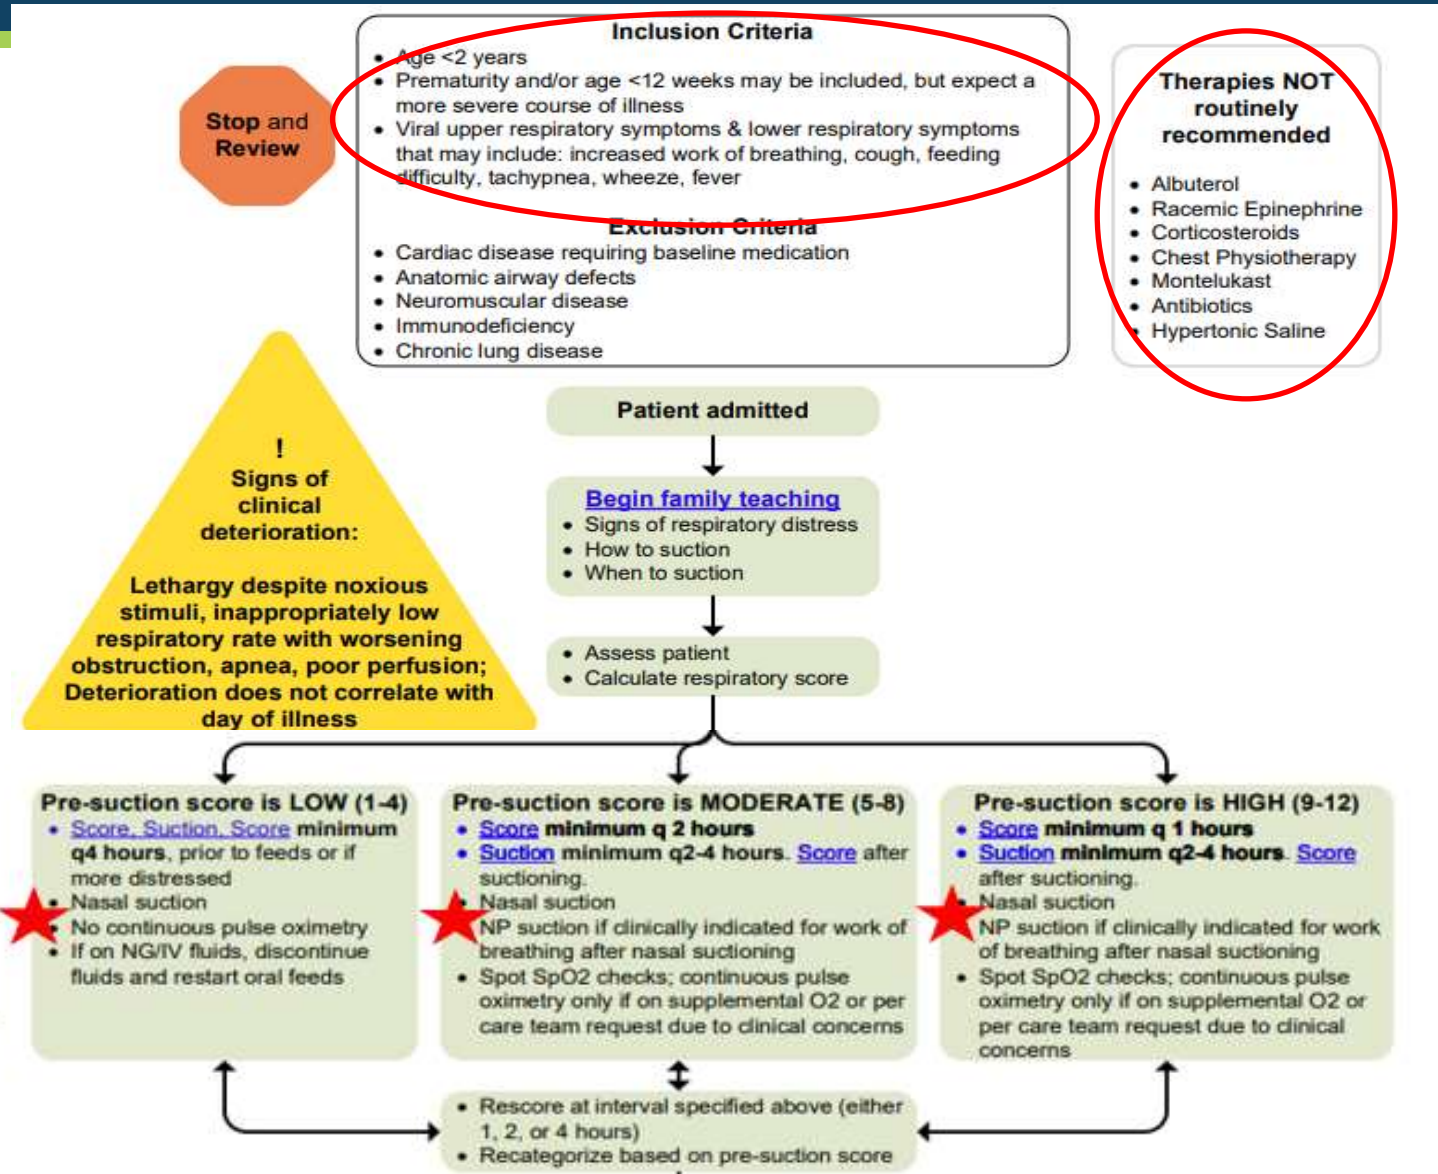 Inclusion Criteria
• Age <2 years
• Prematurity and/or age <12 weeks may be included, but expect a
more severe course of illness
• Viral upper respiratory symptoms & lower respiratory symptoms
that may include: increased work of breathing, cough, feeding
difficulty, tachypnea, wheeze, fever
Exclusion Criteria
• Cardiac disease requiring baseline medication
• Anatomic airway defects
• Neuromuscular disease
• Immunodeficiency
• Chronic lung disease
Stop and
Review
Therapies NOT
routinely
recommended
• Albuterol
• Racemic Epinephrine
• Corticosteroids
• Chest Physiotherapy
• Montelukast
• Antibiotics
• Hypertonic Saline
!
Signs of
clinical
deterioration:
Lethargy despite noxious
stimuli, inappropriately low
respiratory rate with worsening
obstruction, apnea, poor perfusion;
Deterioration does not correlate with
day of illness
Patient admitted
Begin family teaching
• Signs of respiratory distress
• How to suction
• When to suction
• Assess patient
• Calculate respiratory score
Pre-suction score is LOW (1-4)
• Score, Suction, Score minimum
q4 hours, prior to feeds or if
more distressed
• Nasal suction
• No continuous pulse oximetry
• If on NG/IV fluids, discontinue
fluids and restart oral feeds
Pre-suction score is MODERATE (5-8)
• Score minimum q 2 hours
• Suction minimum q2-4 hours. Score after
suctioning.
• Nasal suction
NP suction if clinically indicated for work of
breathing after nasal suctioning
• Spot SpO2 checks; continuous pulse
oximetry only if on supplemental O2 or per
care team request due to clinical concerns
Pre-suction score is HIGH (9-12)
• Score minimum q 1 hours
• Suction minimum q2-4 hours. Score
after suctioning.
• Nasal suction
NP suction if clinically indicated for work
of breathing after nasal suctioning
• Spot SpO2 checks; continuous pulse
oximetry only if on supplemental O2 or
per care team request due to clinical
concerns
• Rescore at interval specified above (either
1, 2, or 4 hours)
• Recategorize based on pre-suction score